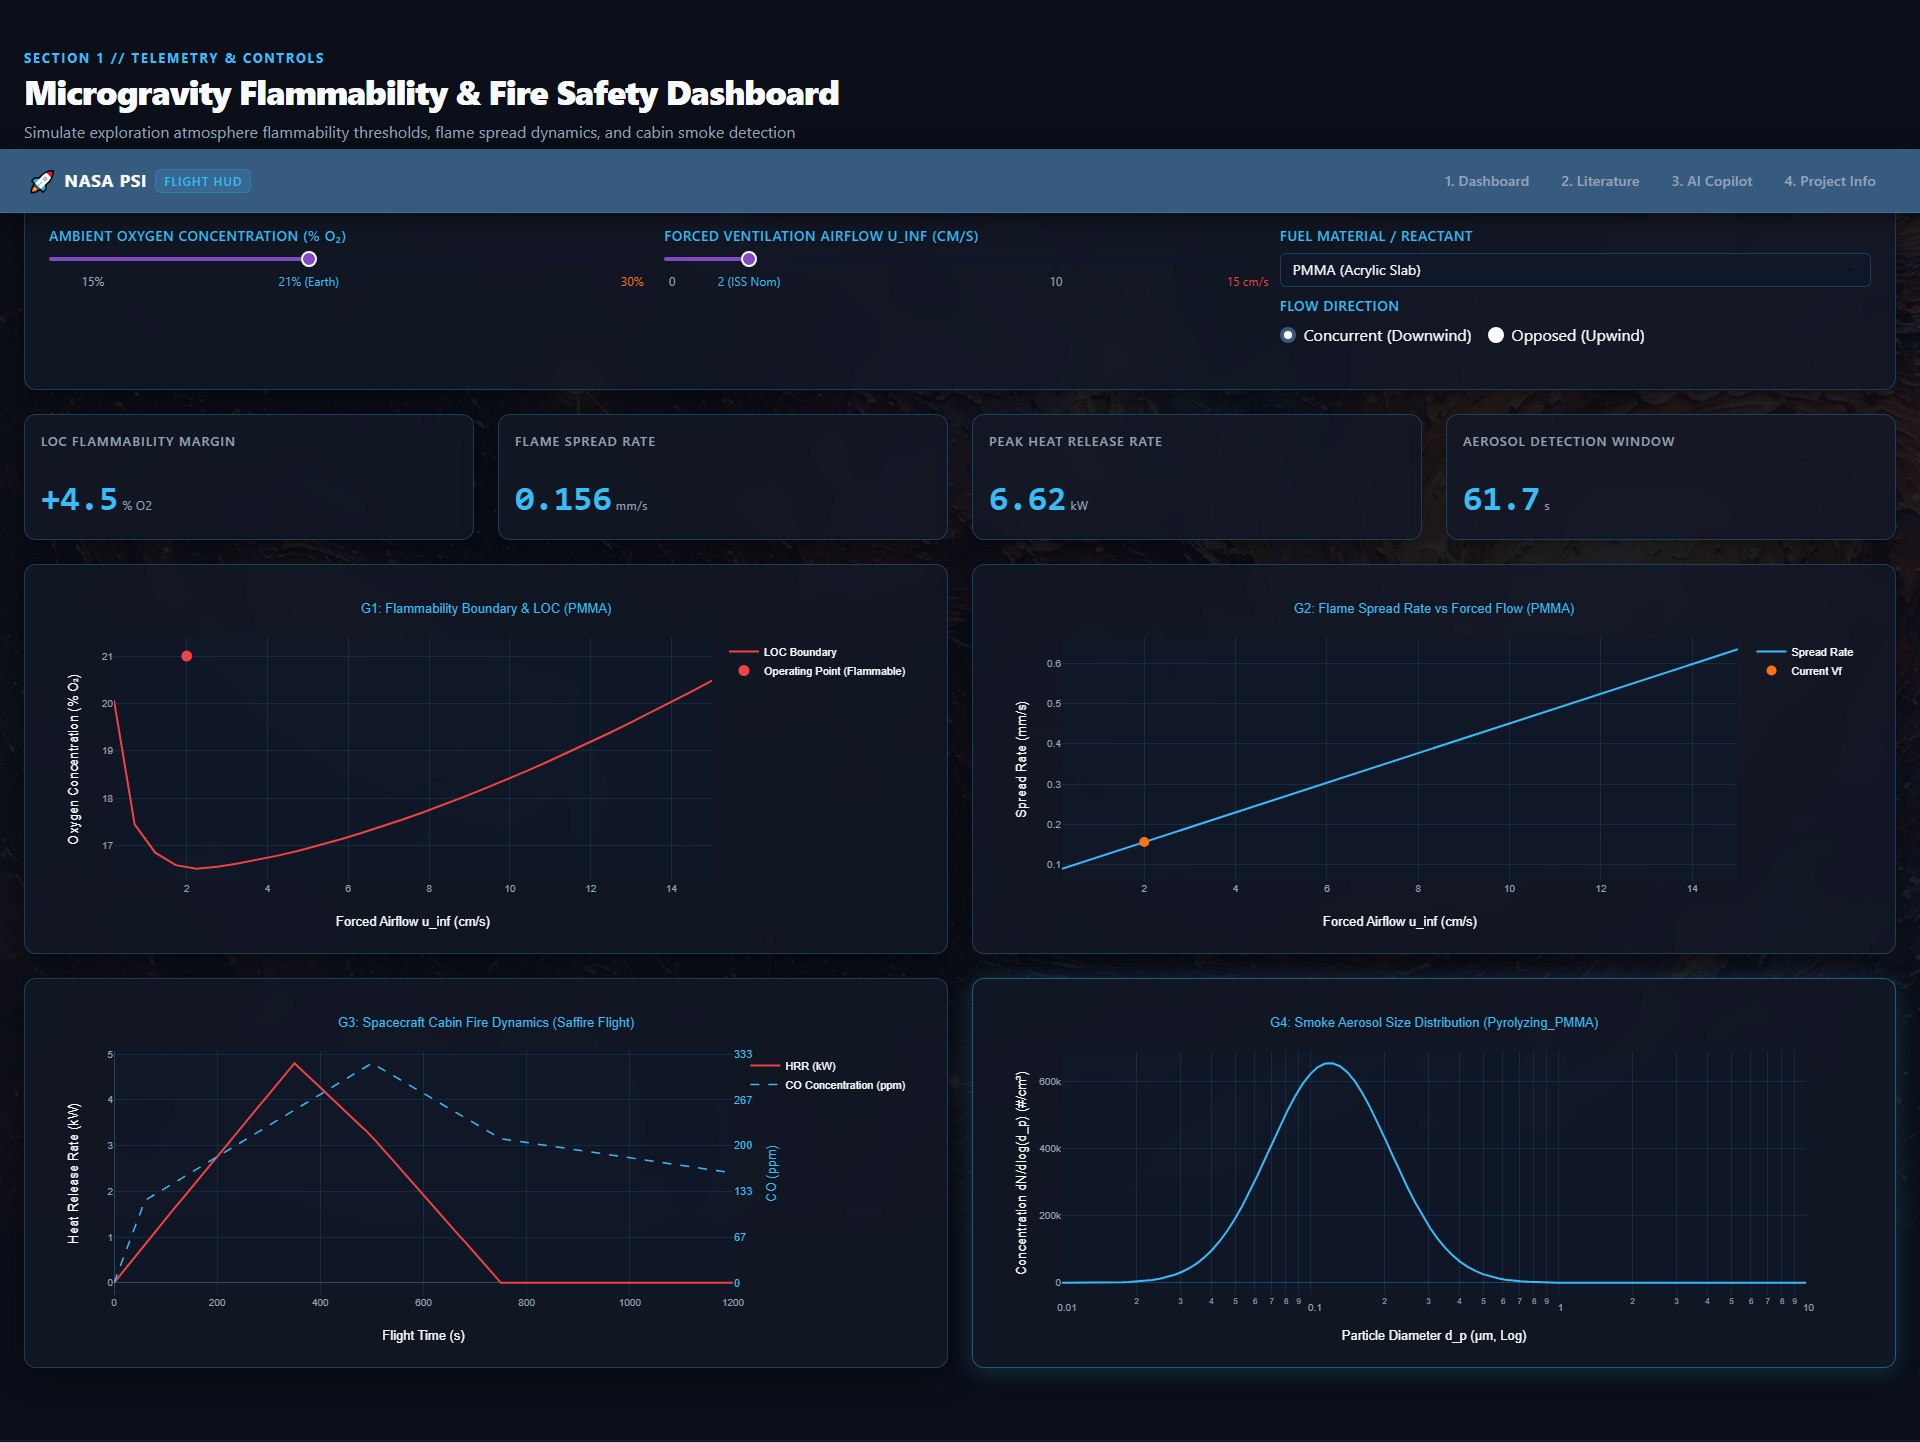 SECTION 1 // TELEMETRY & CONTROLS
Microgravity Flammability & Fire Safety Dashboard
Simulate exploration atmosphere flammability thresholds, flame spread dynamics, and cabin smoke detection
NASA PSI FLIGHT HUD 1. Dashboard 2. Literature 3. AI Copilot 4. Project Info
AMBIENT OXYGEN CONCENTRATION (% O₂)
15% 21% (Earth) 30%
FORCED VENTILATION AIRFLOW U_INF (CM/S)
0 2 (ISS Nom) 10 15 cm/s
FUEL MATERIAL / REACTANT
PMMA (Acrylic Slab)
FLOW DIRECTION
Concurrent (Downwind) Opposed (Upwind)
LOC FLAMMABILITY MARGIN
+4.5 % O2
FLAME SPREAD RATE
0.156 mm/s
PEAK HEAT RELEASE RATE
6.62 kW
AEROSOL DETECTION WINDOW
61.7 s
G1: Flammability Boundary & LOC (PMMA)
LOC Boundary
Operating Point (Flammable)
Oxygen Concentration (% O₂)
21
20
19
18
17
2 4 6 8 10 12 14
Forced Airflow u_inf (cm/s)
G2: Flame Spread Rate vs Forced Flow (PMMA)
Spread Rate
Current Vf
Spread Rate (mm/s)
0.6
0.5
0.4
0.3
0.2
0.1
2 4 6 8 10 12 14
Forced Airflow u_inf (cm/s)
G3: Spacecraft Cabin Fire Dynamics (Saffire Flight)
HRR (kW)
CO Concentration (ppm)
Heat Release Rate (kW)
5
4
3
2
1
0
333
267
200
133
67
0
CO (ppm)
0 200 400 600 800 1000 1200
Flight Time (s)
G4: Smoke Aerosol Size Distribution (Pyrolyzing_PMMA)
Concentration dN/dlog(d_p) (#/cm³)
600k
400k
200k
0
0.01 2 3 4 5 6 7 8 9 0.1 2 3 4 5 6 7 8 9 1 2 3 4 5 6 7 8 9 10
Particle Diameter d_p (μm, Log)